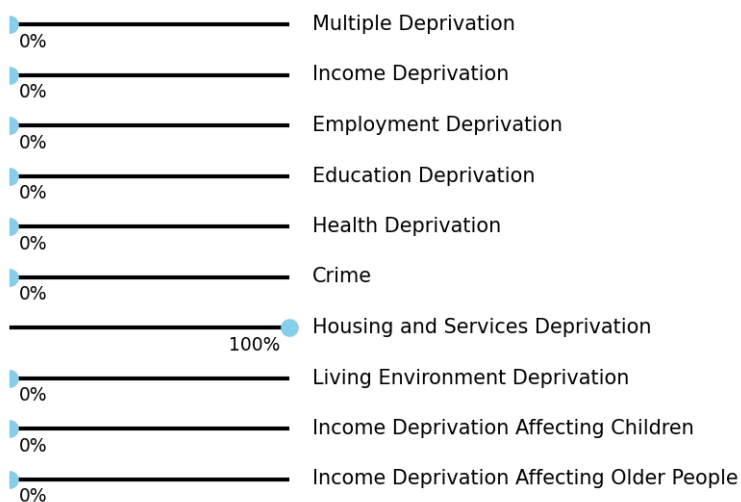 Multiple Deprivation
0%
Income Deprivation
0%
Employment Deprivation
0%
Education Deprivation
0%
Health Deprivation
0%
Crime
0%
Housing and Services Deprivation
100%
Living Environment Deprivation
0%
Income Deprivation Affecting Children
0%
Income Deprivation Affecting Older People
0%